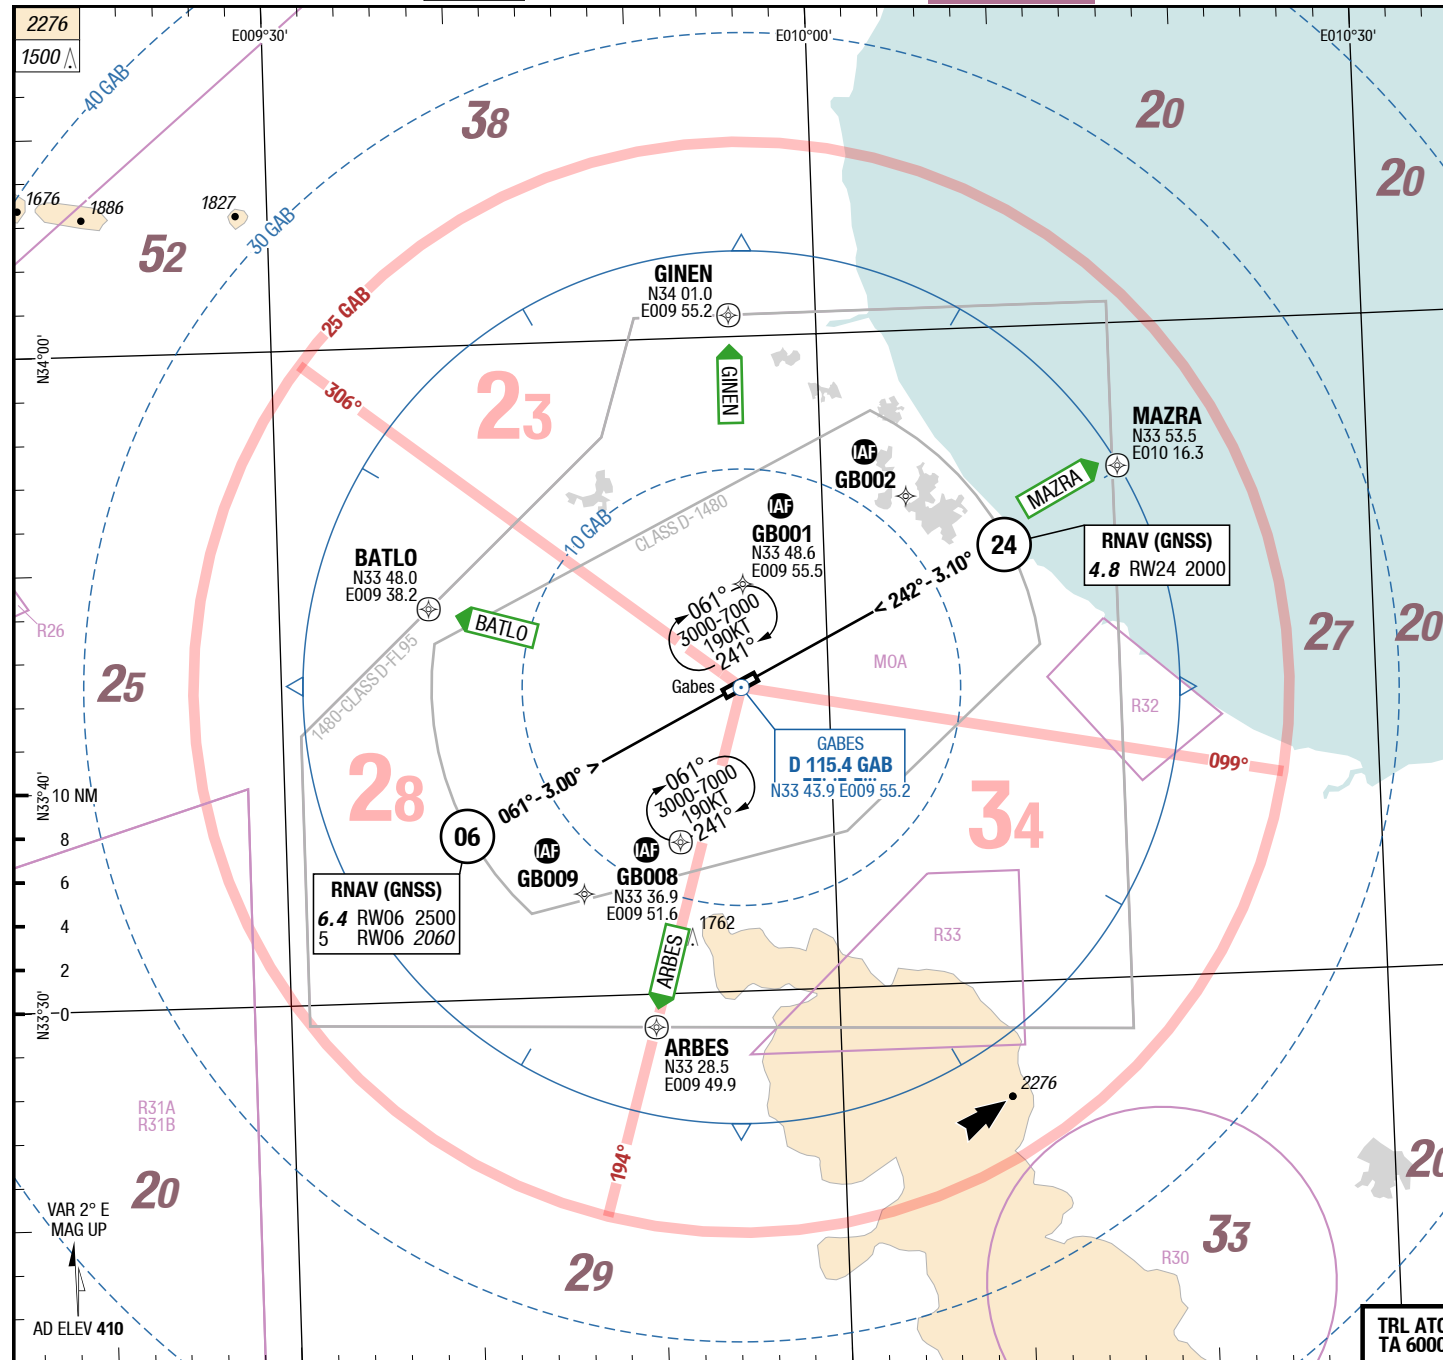 2276
1500
E009°30'
E010°00'
E010°30'
40 GAB
38
20
20
1676
1886
1827
30 GAB
52
25 GAB
GINEN
N34 01.0
E009 55.2
N34°00'
306°
23
GINEN
MAZRA
N33 53.5
E010 16.3
MAZRA
IAF
GB002
10 GAB
CLASS D-1480
IAF
GB001
N33 48.6
E009 55.5
24
RNAV (GNSS)
4.8 RW24 2000
BATLO
N33 48.0
E009 38.2
BATLO
< 242°-3.10°
061°
3000-7000
190KT
241°
R26
27
20
25
1480-CLASS D-FL95
Gabes
MOA
R32
GABES
D 115.4 GAB
N33 43.9 E009 55.2
099°
28
061°-3.00° >
061°
3000-7000
190KT
241°
34
N33°40'
10 NM
8
6
4
2
0
N33°30'
06
RNAV (GNSS)
6.4 RW06 2500
5 RW06 2060
IAF
GB009
IAF
GB008
N33 36.9
E009 51.6
1762
ARBES
R33
ARBES
N33 28.5
E009 49.9
2276
R31A
R31B
20
194°
20
VAR 2° E
MAG UP
33
R30
29
AD ELEV 410
TRL ATC
TA 6000